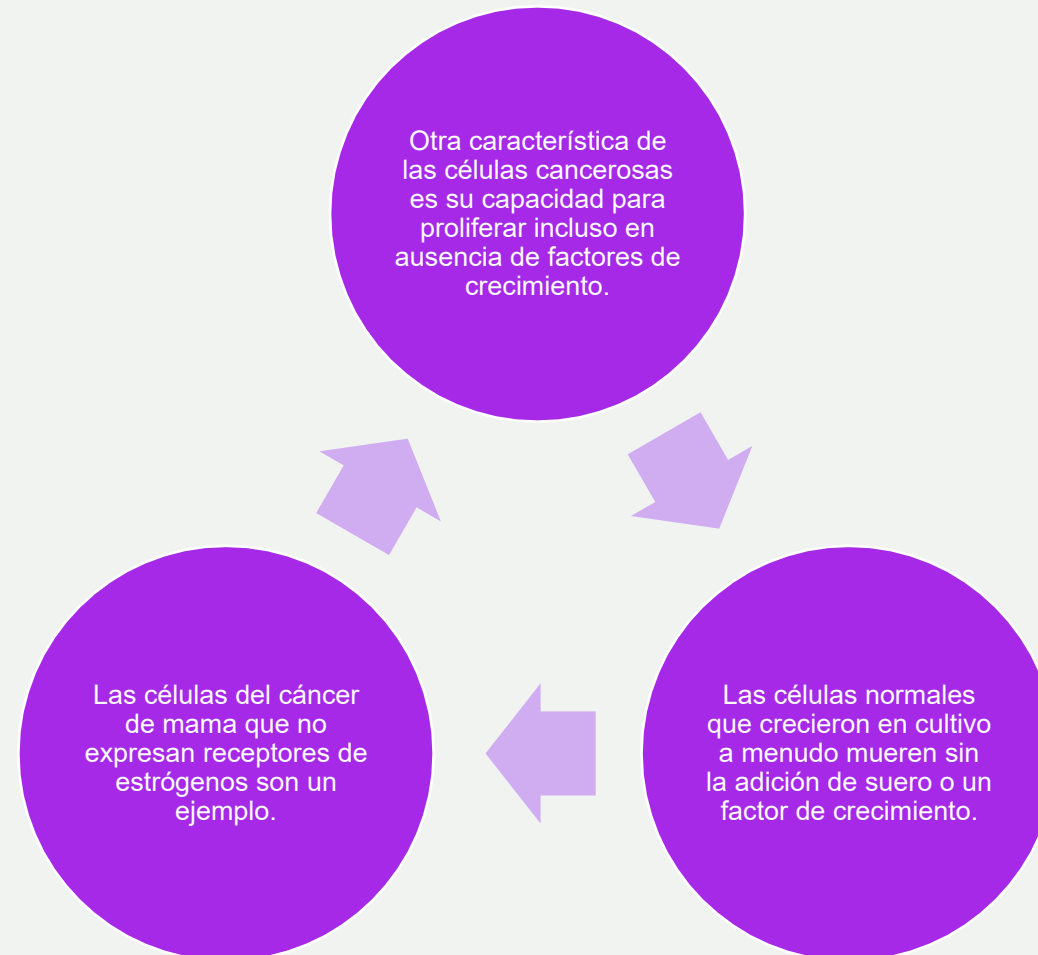 Otra característica de
las células cancerosas
es su capacidad para
proliferar incluso en
ausencia de factores de
crecimiento.
Las células normales
que crecieron en cultivo
a menudo mueren sin
la adición de suero o un
factor de crecimiento.
Las células del cáncer
de mama que no
expresan receptores de
estrógenos son un
ejemplo.